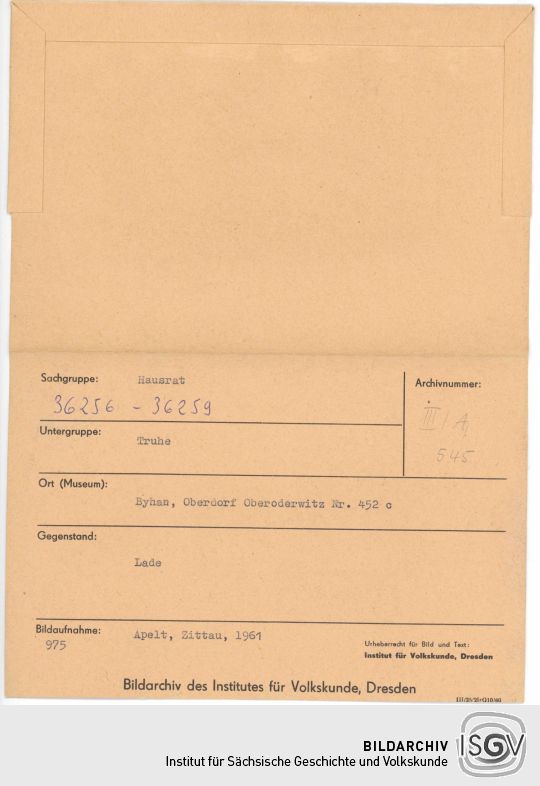 Sachgruppe: Hausrat
Archivnummer:
36256 - 36259
III/A
545
Untergruppe: Truhe
Ort (Museum):
Byhan, Oberdorf Oberoderwitz Nr. 452 c
Gegenstand:
Lade
Bildaufnahme: Apelt, Zittau, 1961
975
Urheberrecht für Bild und Text:
Institut für Volkskunde, Dresden
Bildarchiv des Institutes für Volkskunde, Dresden
BILDARCHIV
Institut für Sächsische Geschichte und Volkskunde
ISGV